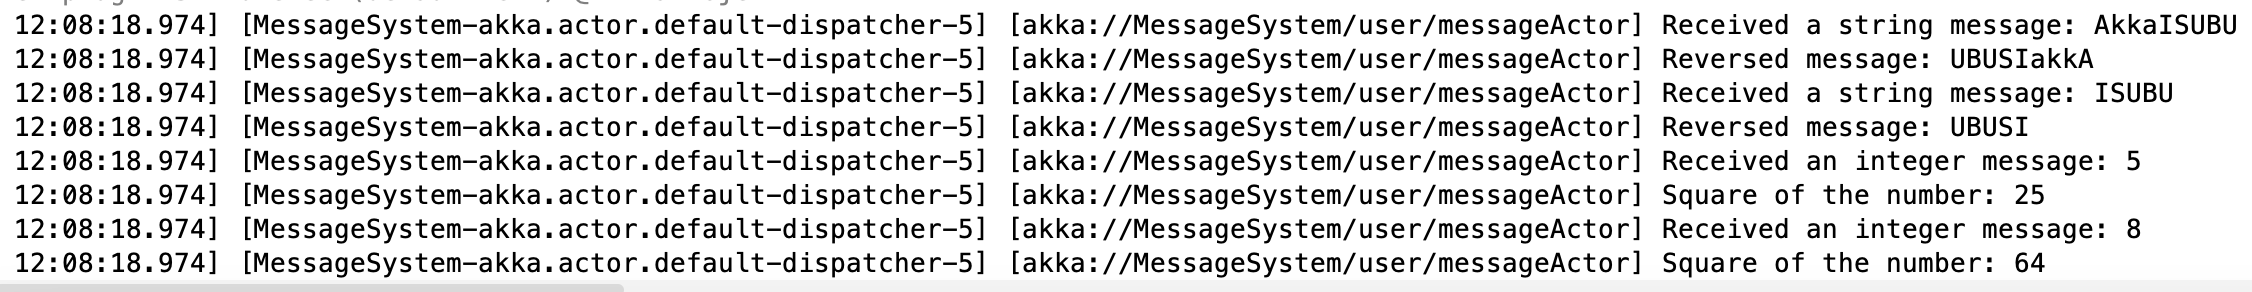 12:08:18.974] [MessageSystem-akka.actor.default-dispatcher-5] [akka://MessageSystem/user/messageActor] Received a string message: AkkaISUBU
12:08:18.974] [MessageSystem-akka.actor.default-dispatcher-5] [akka://MessageSystem/user/messageActor] Reversed message: UBUSIakkA
12:08:18.974] [MessageSystem-akka.actor.default-dispatcher-5] [akka://MessageSystem/user/messageActor] Received a string message: ISUBU
12:08:18.974] [MessageSystem-akka.actor.default-dispatcher-5] [akka://MessageSystem/user/messageActor] Reversed message: UBUSI
12:08:18.974] [MessageSystem-akka.actor.default-dispatcher-5] [akka://MessageSystem/user/messageActor] Received an integer message: 5
12:08:18.974] [MessageSystem-akka.actor.default-dispatcher-5] [akka://MessageSystem/user/messageActor] Square of the number: 25
12:08:18.974] [MessageSystem-akka.actor.default-dispatcher-5] [akka://MessageSystem/user/messageActor] Received an integer message: 8
12:08:18.974] [MessageSystem-akka.actor.default-dispatcher-5] [akka://MessageSystem/user/messageActor] Square of the number: 64